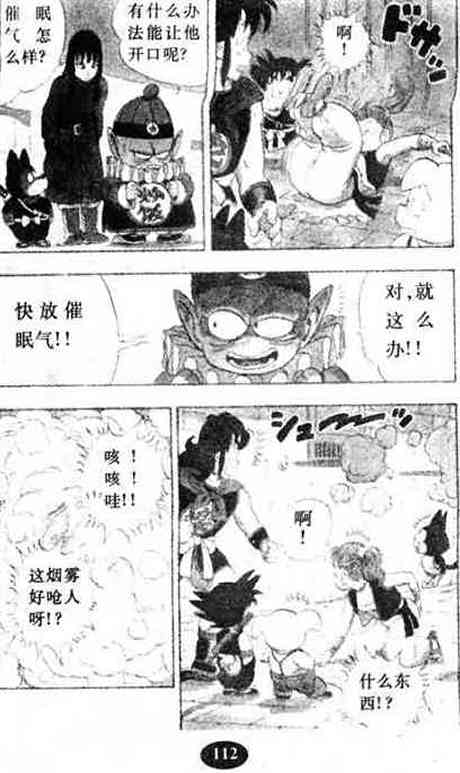 ドサッ
啊
!
有什么办
法能让他
开口呢?
催 眠
气 怎
么样?
对,就
这 么
办!!
快放催
眠气!!
シューッ
啊
!
什么东
西!?
咳!
咳!
哇!!
这烟雾
好呛人
呀!?
112